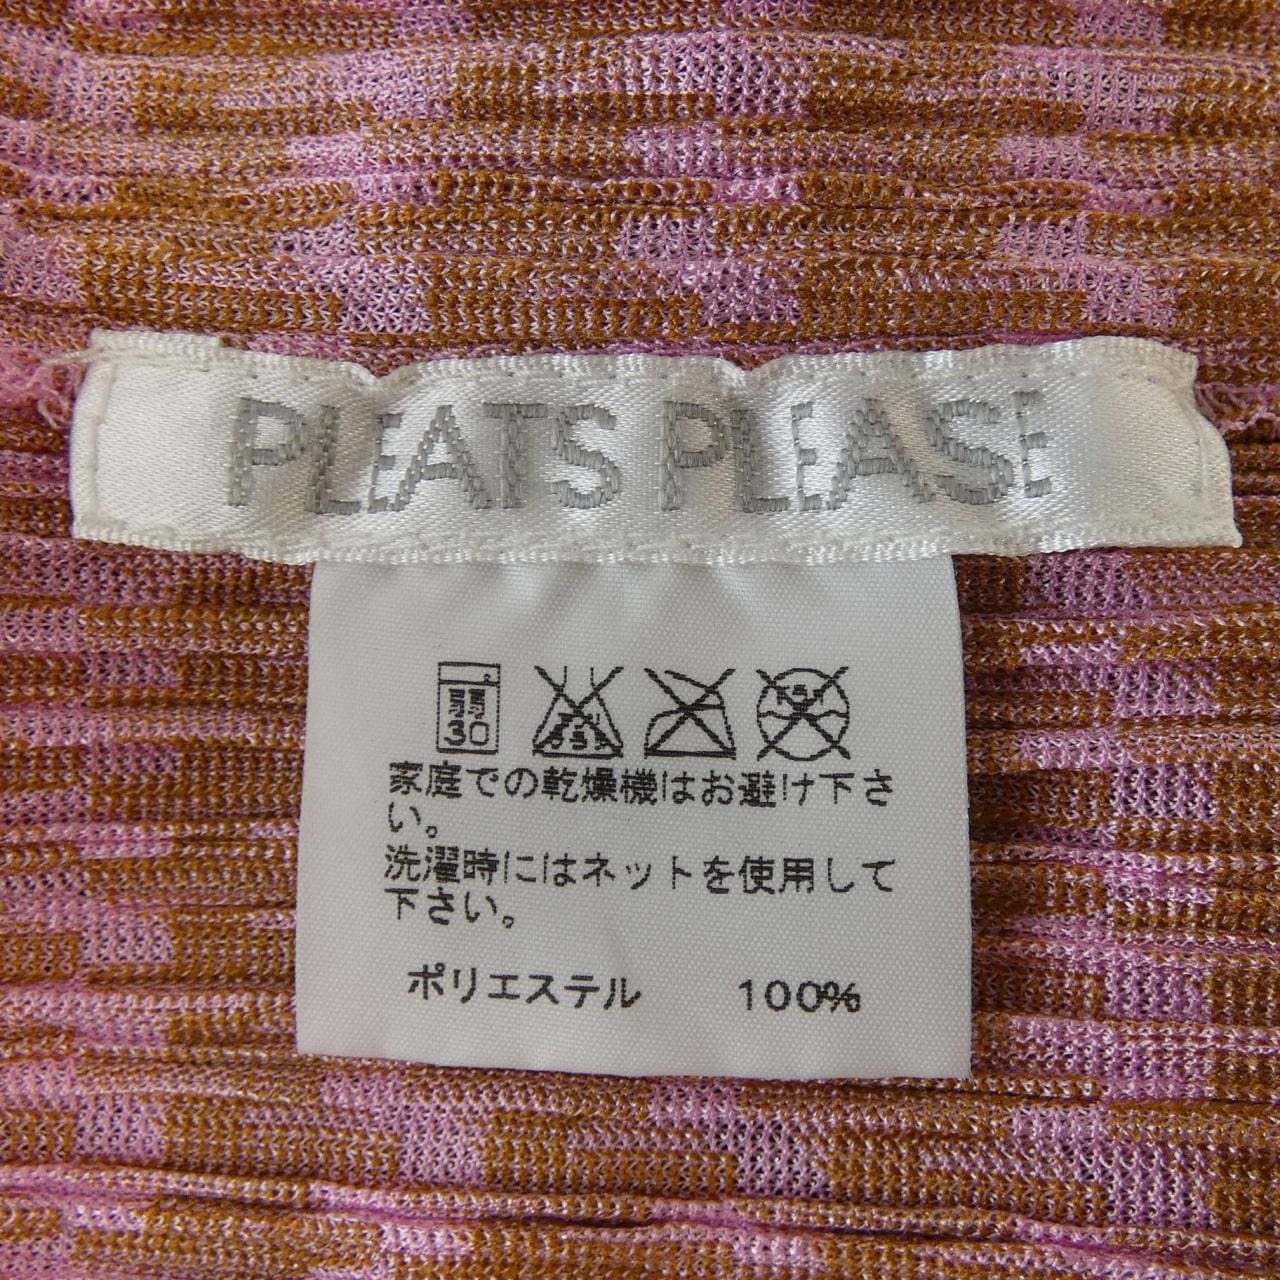 PLEATS PLEASE
弱
30
家庭での乾燥機はお避け下さ
い。
洗濯時にはネットを使用して
下さい。
ポリエステル 100%